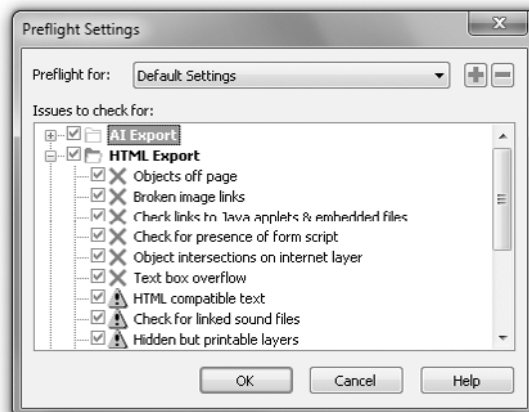 Preflight Settings
Preflight for: Default Settings
Issues to check for:
AI Export
HTML Export
Objects off page
Broken image links
Check links to Java applets & embedded files
Check for presence of form script
Object intersections on internet layer
Text box overflow
HTML compatible text
Check for linked sound files
Hidden but printable layers
OK Cancel Help